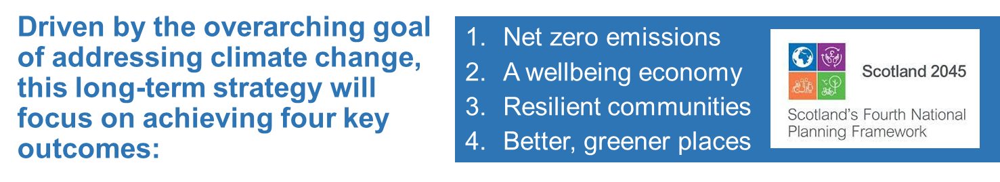 Driven by the overarching goal
of addressing climate change,
this long-term strategy will
focus on achieving four key
outcomes:
1. Net zero emissions
2. A wellbeing economy
3. Resilient communities
4. Better, greener places
Scotland 2045
Scotland's Fourth National
Planning Framework